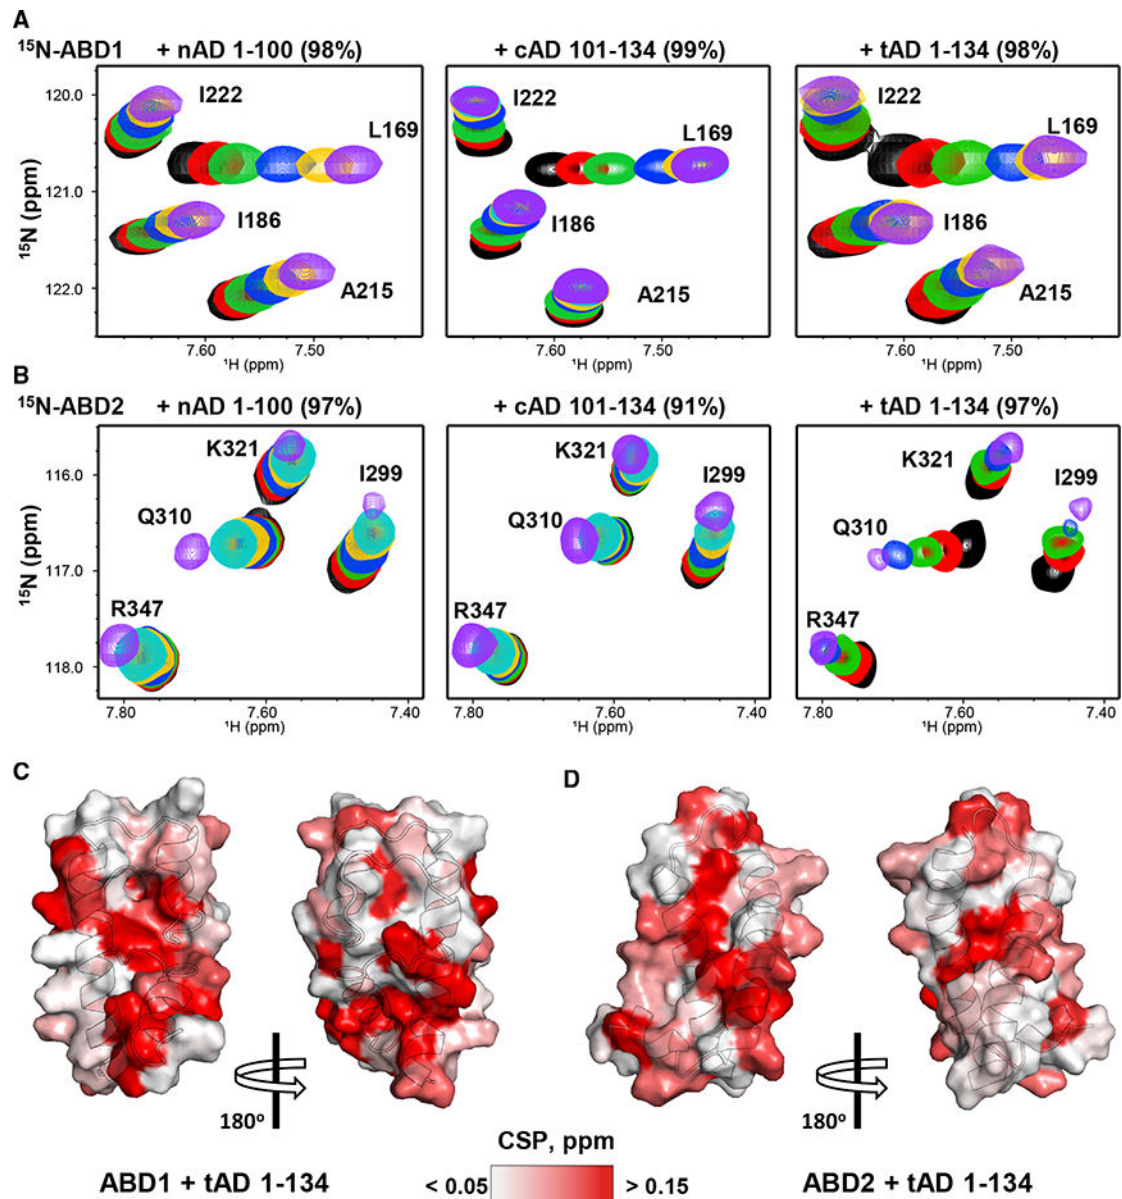 A
¹⁵N-ABD1 + nAD 1-100 (98%) + cAD 101-134 (99%) + tAD 1-134 (98%)
120.0
121.0
122.0
¹⁵N (ppm)
I222
L169
I186
A215
7.60 7.50
¹H (ppm)
I222
L169
I186
A215
7.60 7.50
¹H (ppm)
I222
L169
I186
A215
7.60 7.50
¹H (ppm)
B
¹⁵N-ABD2 + nAD 1-100 (97%) + cAD 101-134 (91%) + tAD 1-134 (97%)
116.0
117.0
118.0
¹⁵N (ppm)
K321
I299
Q310
R347
7.80 7.60 7.40
¹H (ppm)
K321
I299
Q310
R347
7.80 7.60 7.40
¹H (ppm)
K321
I299
Q310
R347
7.80 7.60 7.40
¹H (ppm)
C
D
180º
180º
CSP, ppm
< 0.05 > 0.15
ABD1 + tAD 1-134
ABD2 + tAD 1-134